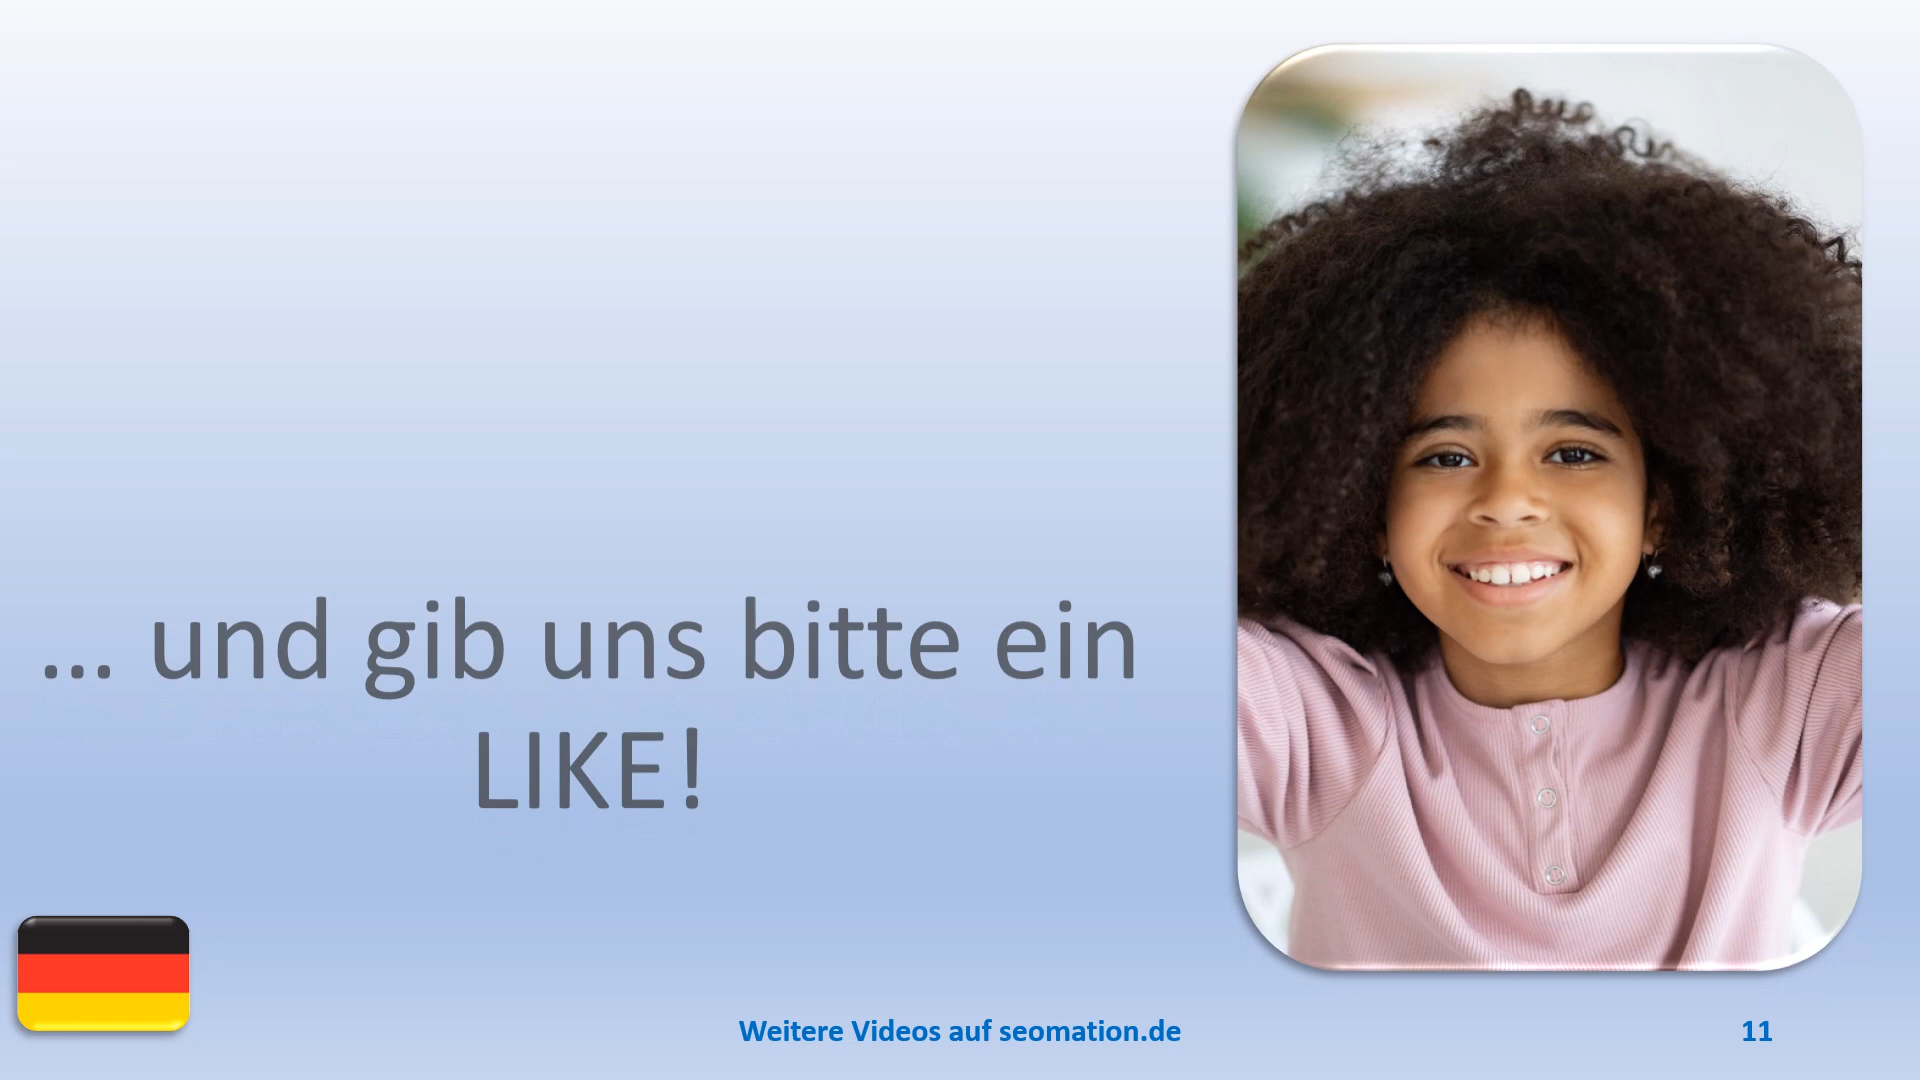 ... und gib uns bitte ein
LIKE!
Weitere Videos auf seomation.de
11